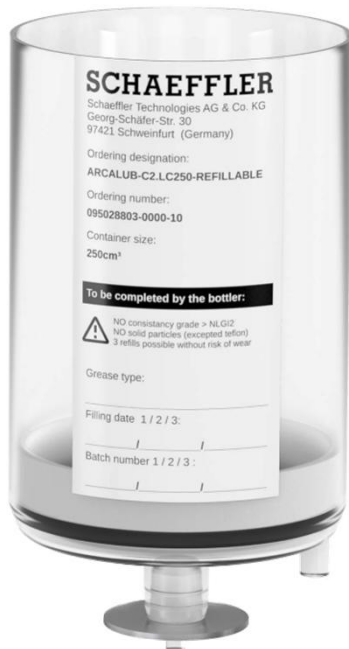 SCHAEFFLER
Schaeffler Technologies AG & Co. KG
Georg-Schäfer-Str. 30
97421 Schweinfurt (Germany)
Ordering designation:
ARCALUB-C2.LC250-REFILLABLE
Ordering number:
095028803-0000-10
Container size:
250cm³
To be completed by the bottler:
NO consistancy grade > NLGI2
NO solid particles (excepted teflon)
3 refills possible without risk of wear
Grease type:
Filling date 1 / 2 / 3:
/ /
Batch number 1 / 2 / 3 :
/ /